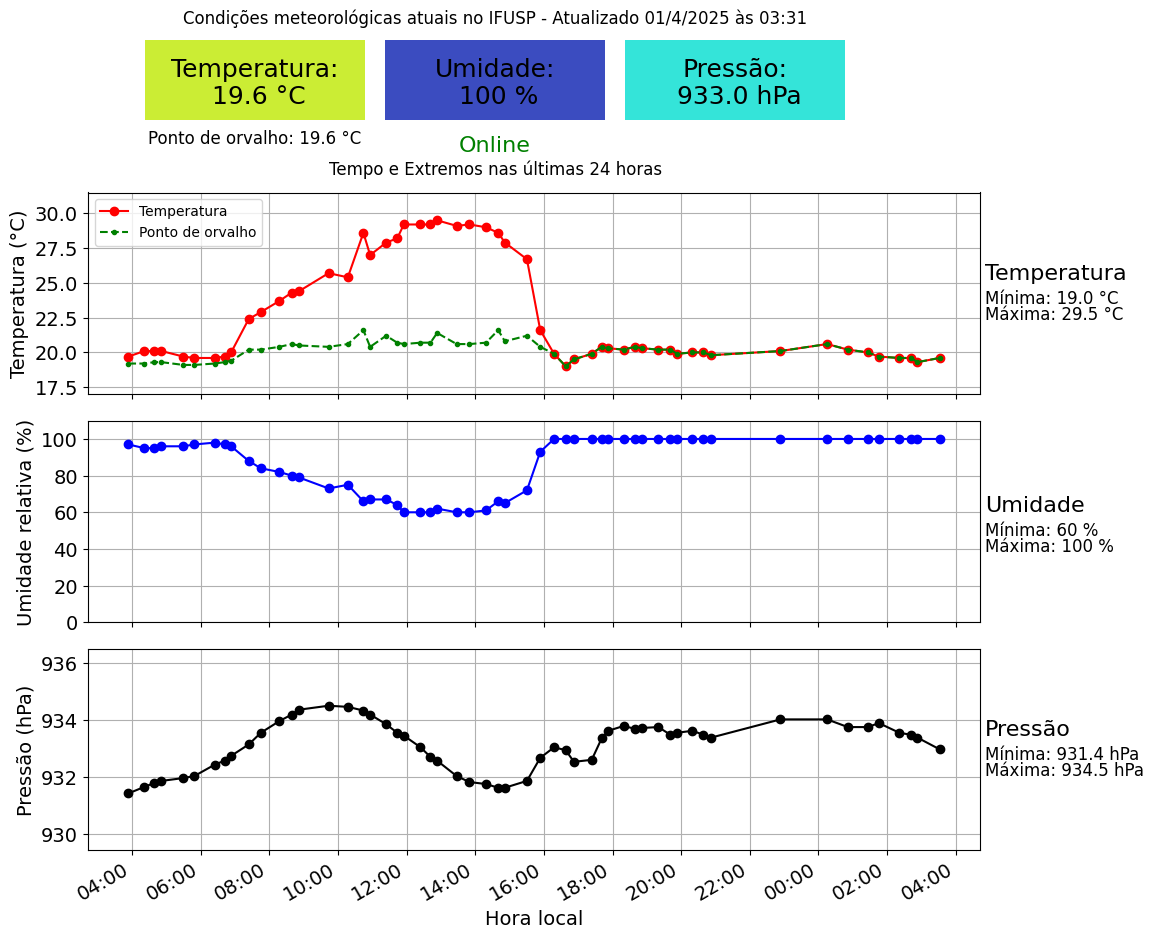 Condições meteorológicas atuais no IFUSP - Atualizado 01/4/2025 às 03:31
Temperatura:
19.6 °C
Umidade:
100 %
Pressão:
933.0 hPa
Ponto de orvalho: 19.6 °C
Online
Tempo e Extremos nas últimas 24 horas
Temperatura (°C)
30.0
27.5
25.0
22.5
20.0
17.5
Temperatura
Ponto de orvalho
Temperatura
Mínima: 19.0 °C
Máxima: 29.5 °C
Umidade relativa (%)
100
80
60
40
20
0
Umidade
Mínima: 60 %
Máxima: 100 %
Pressão (hPa)
936
934
932
930
Pressão
Mínima: 931.4 hPa
Máxima: 934.5 hPa
04:00
06:00
08:00
10:00
12:00
14:00
16:00
18:00
20:00
22:00
00:00
02:00
04:00
Hora local